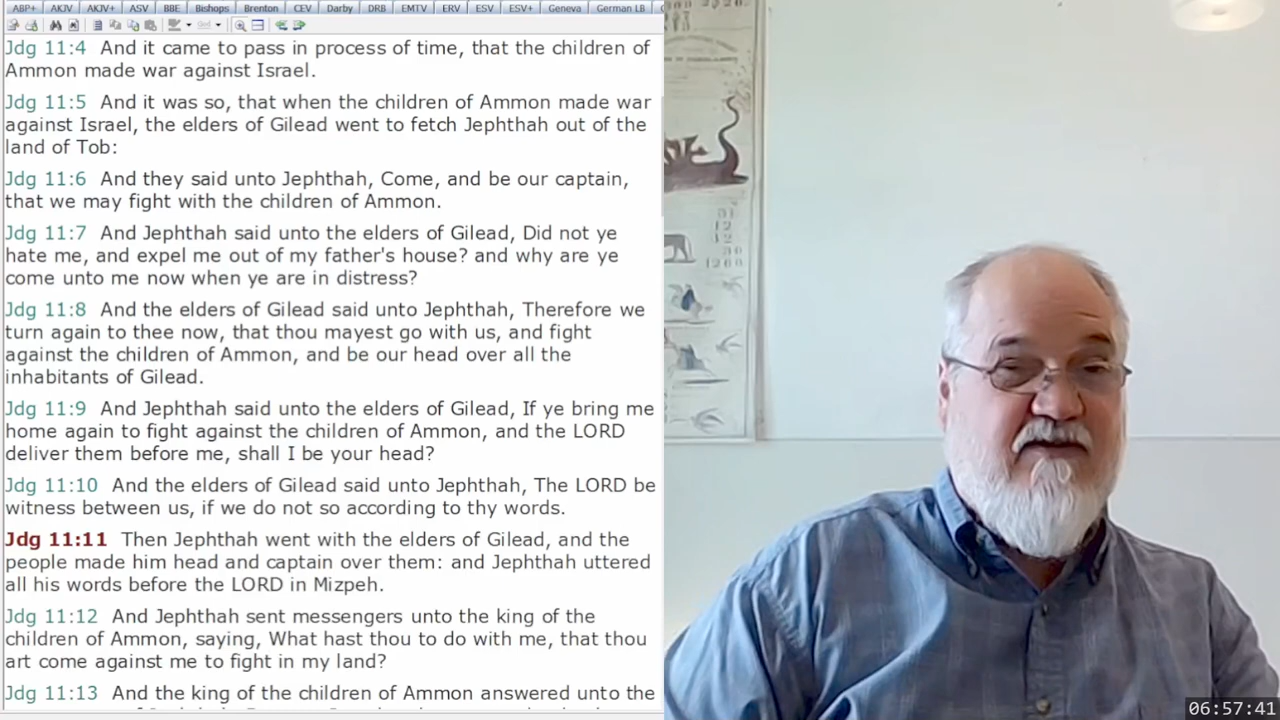 ABP+ AKJV AKJV+ ASV BBE Bishops Brenton CEV Darby DRB EMTV ERV ESV ESV+ Geneva German LB
Jdg 11:4 And it came to pass in process of time, that the children of
Ammon made war against Israel.
Jdg 11:5 And it was so, that when the children of Ammon made war
against Israel, the elders of Gilead went to fetch Jephthah out of the
land of Tob:
Jdg 11:6 And they said unto Jephthah, Come, and be our captain,
that we may fight with the children of Ammon.
Jdg 11:7 And Jephthah said unto the elders of Gilead, Did not ye
hate me, and expel me out of my father's house? and why are ye
come unto me now when ye are in distress?
Jdg 11:8 And the elders of Gilead said unto Jephthah, Therefore we
turn again to thee now, that thou mayest go with us, and fight
against the children of Ammon, and be our head over all the
inhabitants of Gilead.
Jdg 11:9 And Jephthah said unto the elders of Gilead, If ye bring me
home again to fight against the children of Ammon, and the LORD
deliver them before me, shall I be your head?
Jdg 11:10 And the elders of Gilead said unto Jephthah, The LORD be
witness between us, if we do not so according to thy words.
Jdg 11:11 Then Jephthah went with the elders of Gilead, and the
people made him head and captain over them: and Jephthah uttered
all his words before the LORD in Mizpeh.
Jdg 11:12 And Jephthah sent messengers unto the king of the
children of Ammon, saying, What hast thou to do with me, that thou
art come against me to fight in my land?
Jdg 11:13 And the king of the children of Ammon answered unto the
1260
06:57:41